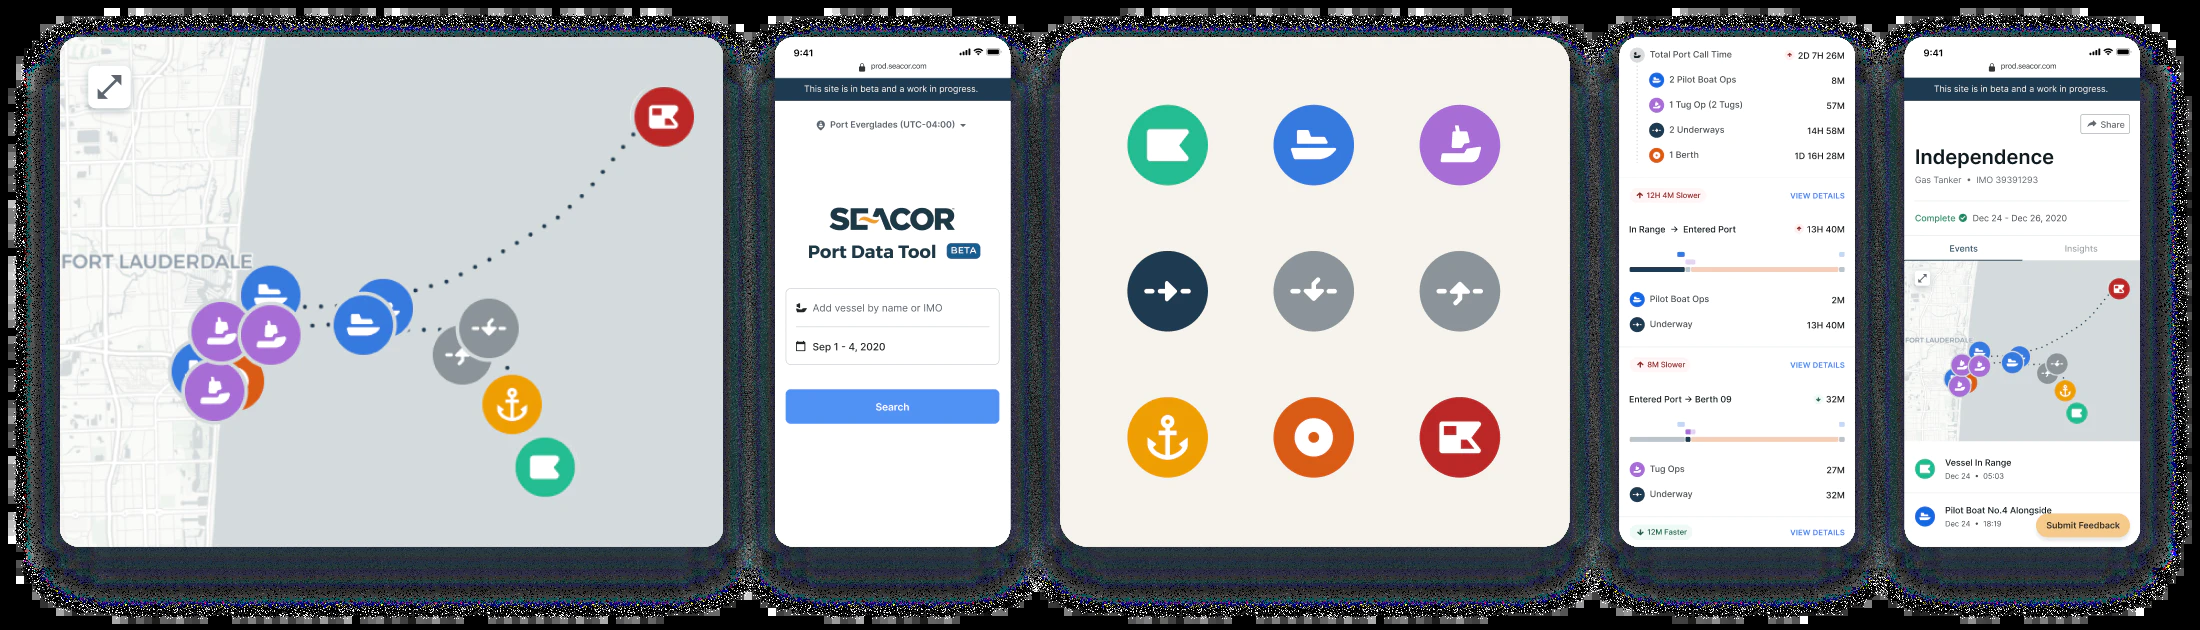 FORT LAUDERDALE
9:41
prod.seacor.com
This site is in beta and a work in progress.
Port Everglades (UTC-04:00)
SEACOR
Port Data Tool BETA
Add vessel by name or IMO
Sep 1 - 4, 2020
Search
Total Port Call Time 2D 7H 26M
2 Pilot Boat Ops 8M
1 Tug Op (2 Tugs) 57M
2 Underways 14H 58M
1 Berth 1D 16H 28M
12H 4M Slower VIEW DETAILS
In Range → Entered Port 13H 40M
Pilot Boat Ops 2M
Underway 13H 40M
8M Slower VIEW DETAILS
Entered Port → Berth 09 32M
Tug Ops 27M
Underway 32M
12M Faster VIEW DETAILS
9:41
prod.seacor.com
This site is in beta and a work in progress.
Share
Independence
Gas Tanker • IMO 39391293
Complete Dec 24 - Dec 26, 2020
Events Insights
FORT LAUDERDALE
Vessel In Range
Dec 24 • 05:03
Pilot Boat No.4 Alongside
Dec 24 • 18:19
Submit Feedback